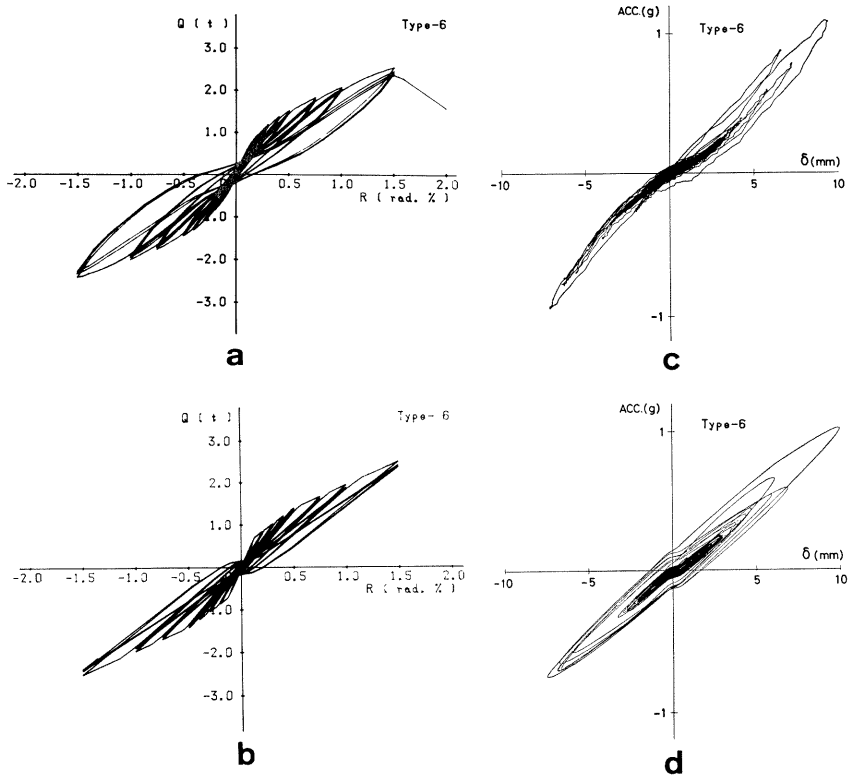 Q ( t )
Type-6
3.0
2.0
1.0
-2.0 -1.5 -1.0 -0.5 0.5 1.0 1.5 2.0
R ( rad. % )
-1.0
-2.0
-3.0
a
ACC.(g)
Type-6
1
δ(mm)
-10 -5 5 10
-1
c
Q ( t )
Type- 6
3.0
2.0
1.0
-2.0 -1.5 -1.0 -0.5 0.5 1.0 1.5 2.0
R ( rad. % )
-1.0
-2.0
-3.0
b
ACC.(g)
Type-6
1
δ(mm)
-10 -5 5 10
-1
d